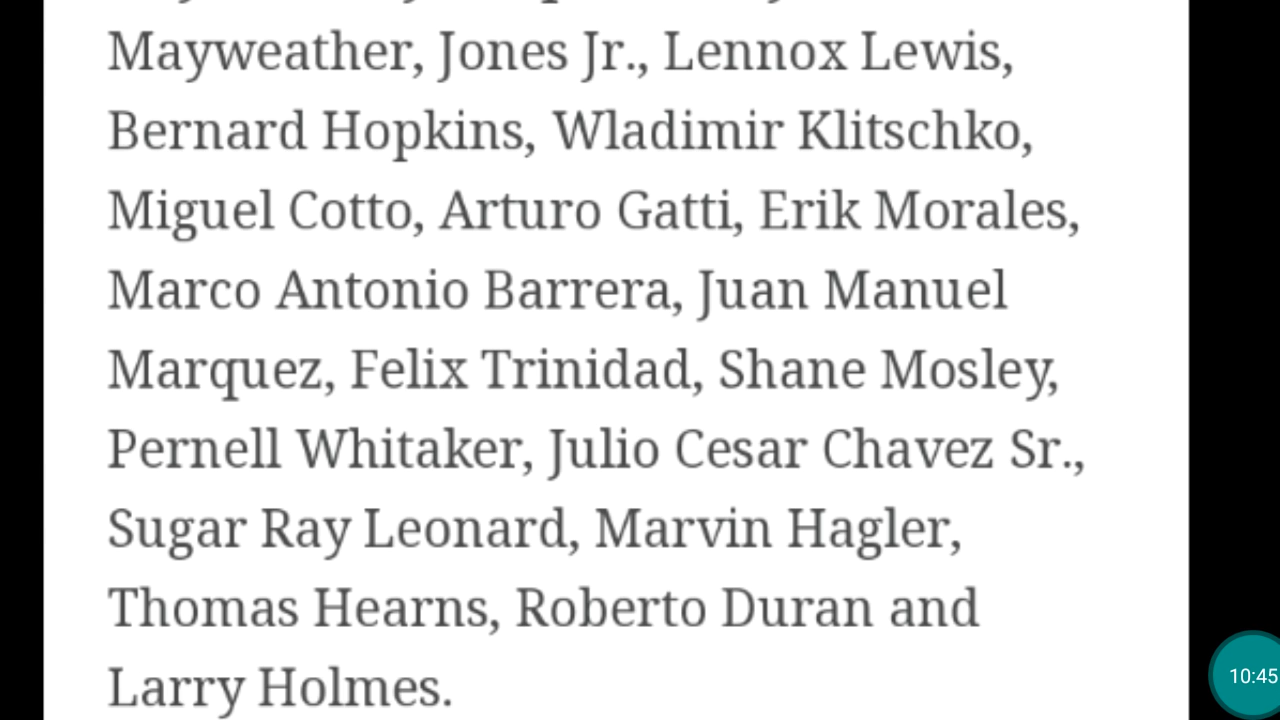 Mayweather, Jones Jr., Lennox Lewis,
Bernard Hopkins, Wladimir Klitschko,
Miguel Cotto, Arturo Gatti, Erik Morales,
Marco Antonio Barrera, Juan Manuel
Marquez, Felix Trinidad, Shane Mosley,
Pernell Whitaker, Julio Cesar Chavez Sr.,
Sugar Ray Leonard, Marvin Hagler,
Thomas Hearns, Roberto Duran and
Larry Holmes.
10:45